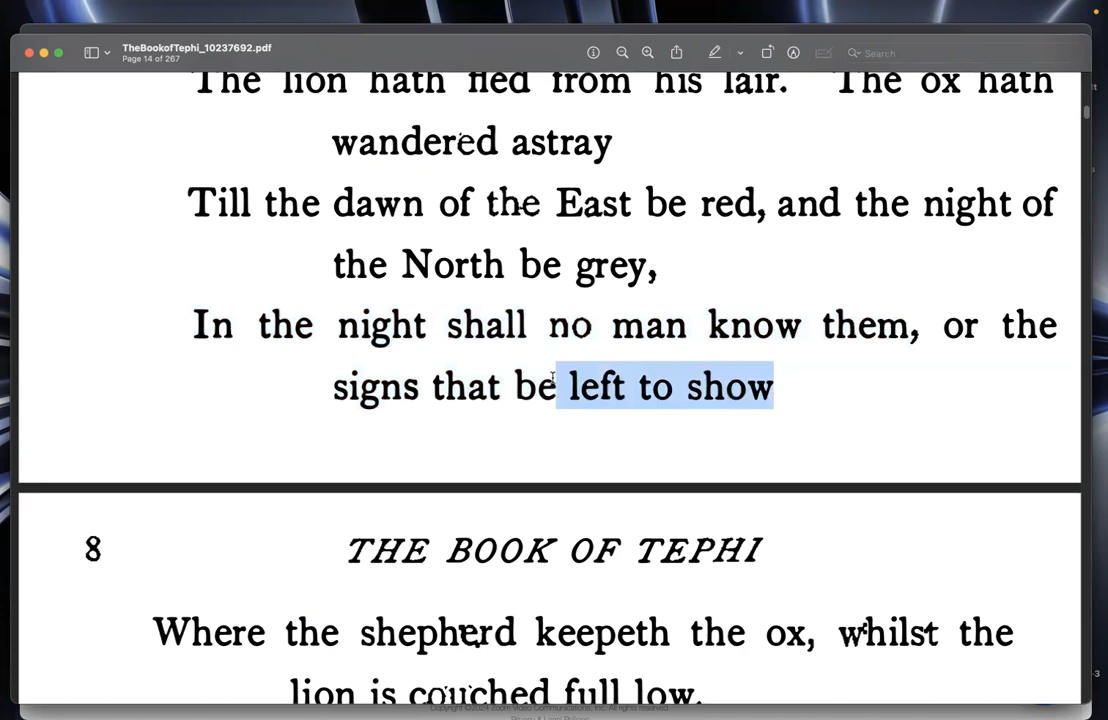 TheBookofTephi_10237692.pdf
Page 14 of 267
Search
The lion hath fled from his lair. The ox hath
wandered astray
Till the dawn of the East be red, and the night of
the North be grey,
In the night shall no man know them, or the
signs that be left to show
8 THE BOOK OF TEPHI
Where the shepherd keepeth the ox, whilst the
lion is couched full low.